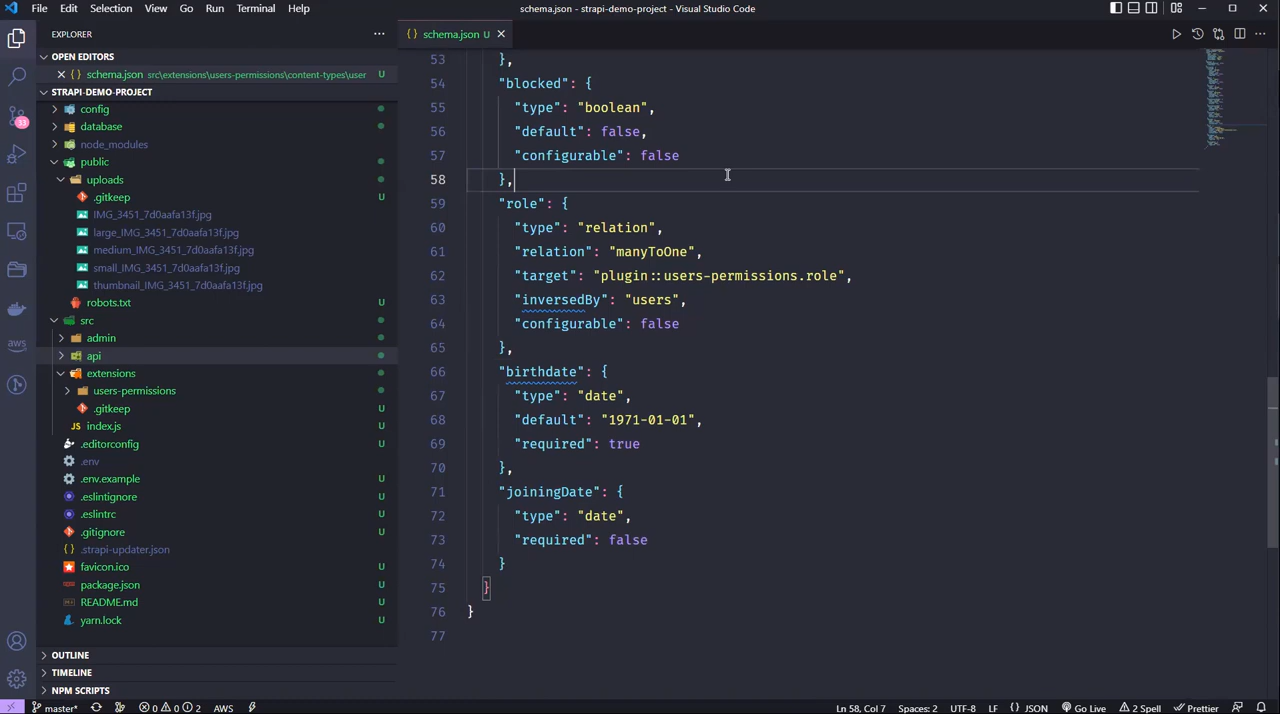 File Edit Selection View Go Run Terminal Help
schema.json - strapi-demo-project - Visual Studio Code
EXPLORER
OPEN EDITORS
schema.json src\extensions\users-permissions\content-types\user U
STRAPI-DEMO-PROJECT
config
database
node_modules
public
uploads
.gitkeep
IMG_3451_7d0aafa13f.jpg
large_IMG_3451_7d0aafa13f.jpg
medium_IMG_3451_7d0aafa13f.jpg
small_IMG_3451_7d0aafa13f.jpg
thumbnail_IMG_3451_7d0aafa13f.jpg
robots.txt U
src
admin
api
extensions
users-permissions
.gitkeep U
JS index.js U
.editorconfig U
.env
.env.example U
.eslintignore U
.eslintrc U
.gitignore U
.strapi-updater.json
favicon.ico U
package.json U
README.md U
yarn.lock U
OUTLINE
TIMELINE
NPM SCRIPTS
33
aws
{} schema.json U
53 },
54 "blocked": {
55 "type": "boolean",
56 "default": false,
57 "configurable": false
58 },
59 "role": {
60 "type": "relation",
61 "relation": "manyToOne",
62 "target": "plugin::users-permissions.role",
63 "inversedBy": "users",
64 "configurable": false
65 },
66 "birthdate": {
67 "type": "date",
68 "default": "1971-01-01",
69 "required": true
70 },
71 "joiningDate": {
72 "type": "date",
73 "required": false
74 }
75 }
76 }
77
master* 0 0 2 AWS Ln 58, Col 7 Spaces: 2 UTF-8 LF {} JSON Go Live 2 Spell Prettier